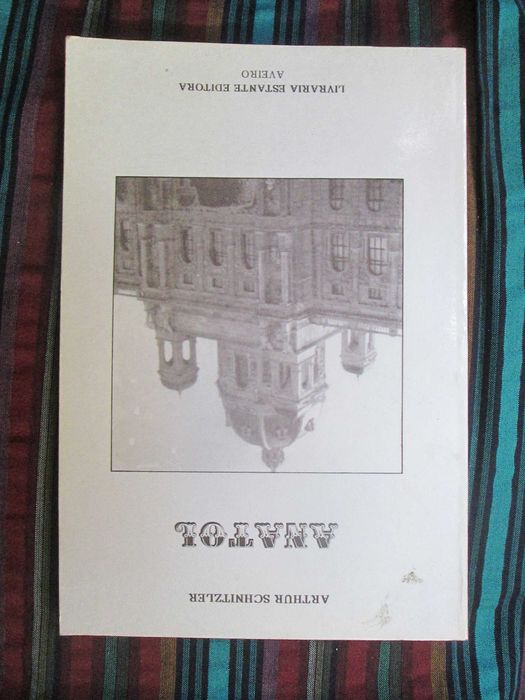 ARTHUR SCHNITZLER
ANATOL
LIVRARIA ESTANTE EDITORA
AVEIRO